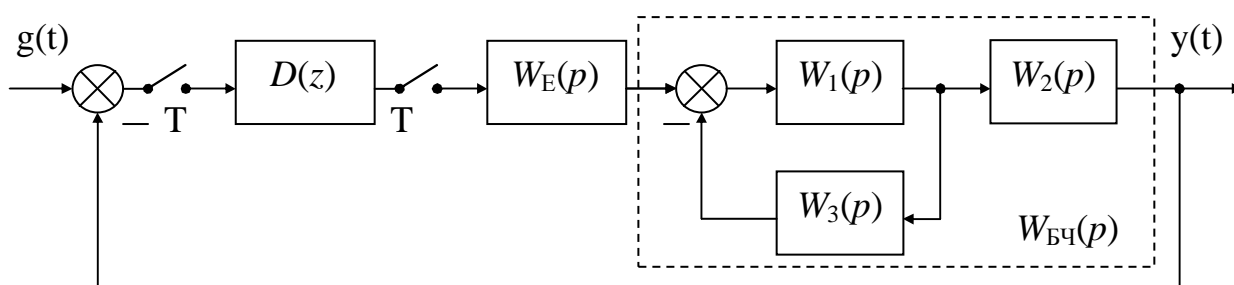 g(t)
D(z)
W_E(p)
W_1(p)
W_2(p)
y(t)
– T
T
–
W_3(p)
W_БЧ(p)